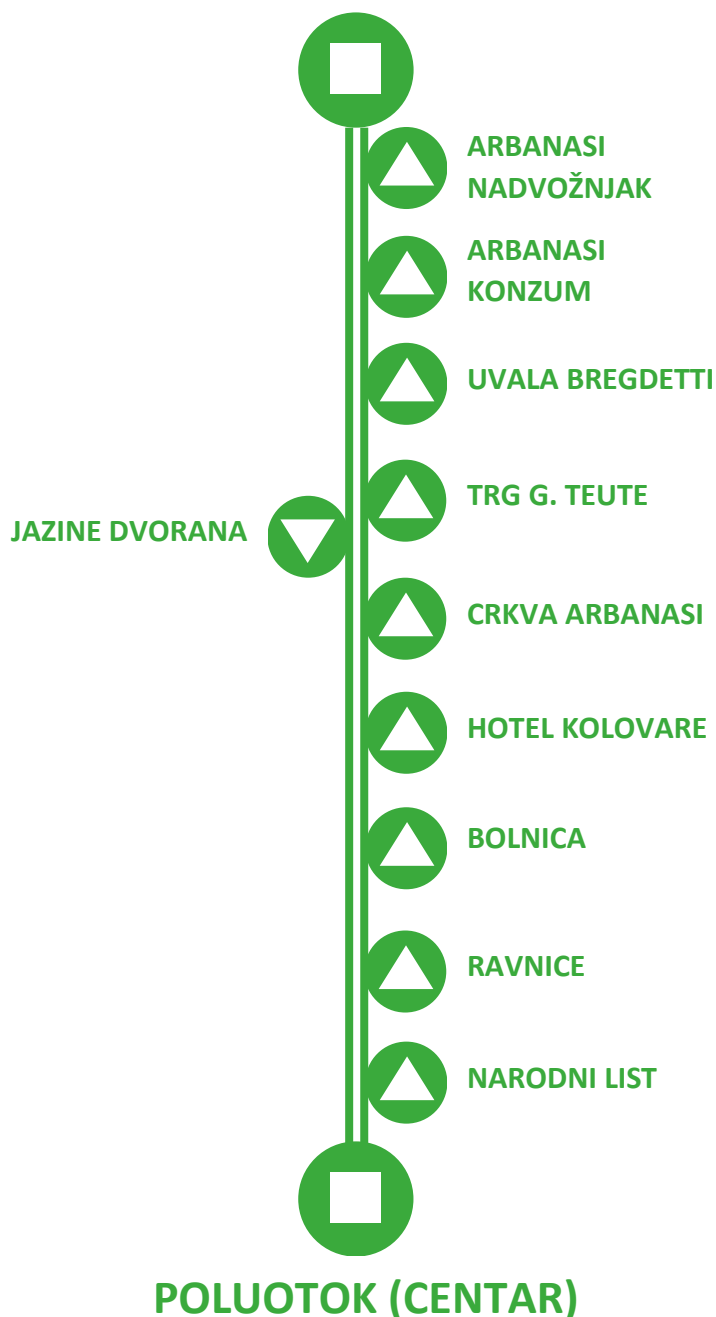 ARBANASI
NADVOŽNJAK
ARBANASI
KONZUM
UVALA BREGDETTI
TRG G. TEUTE
JAZINE DVORANA
CRKVA ARBANASI
HOTEL KOLOVARE
BOLNICA
RAVNICE
NARODNI LIST
POLUOTOK (CENTAR)